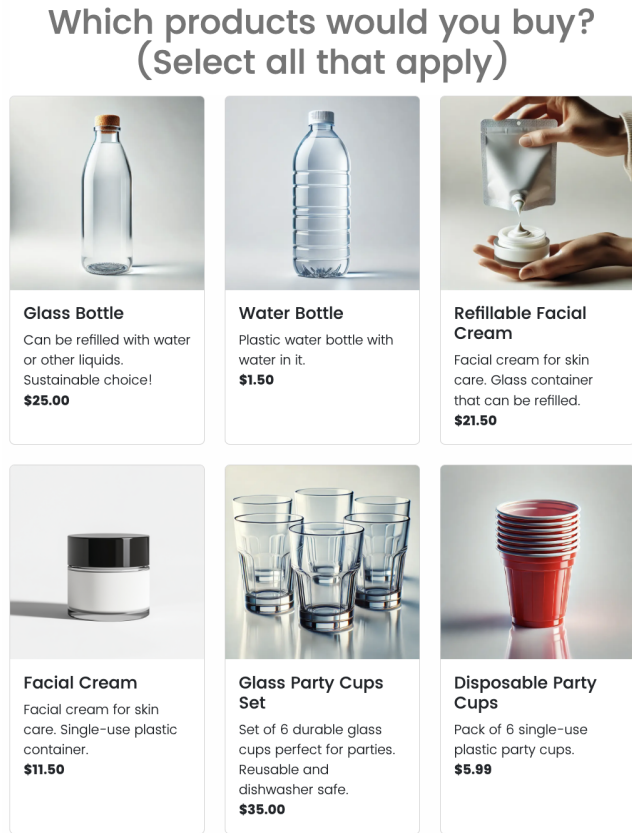 Which products would you buy?
(Select all that apply)
Glass Bottle
Can be refilled with water
or other liquids.
Sustainable choice!
$25.00
Water Bottle
Plastic water bottle with
water in it.
$1.50
Refillable Facial
Cream
Facial cream for skin
care. Glass container
that can be refilled.
$21.50
Facial Cream
Facial cream for skin
care. Single-use plastic
container.
$11.50
Glass Party Cups
Set
Set of 6 durable glass
cups perfect for parties.
Reusable and
dishwasher safe.
$35.00
Disposable Party
Cups
Pack of 6 single-use
plastic party cups.
$5.99